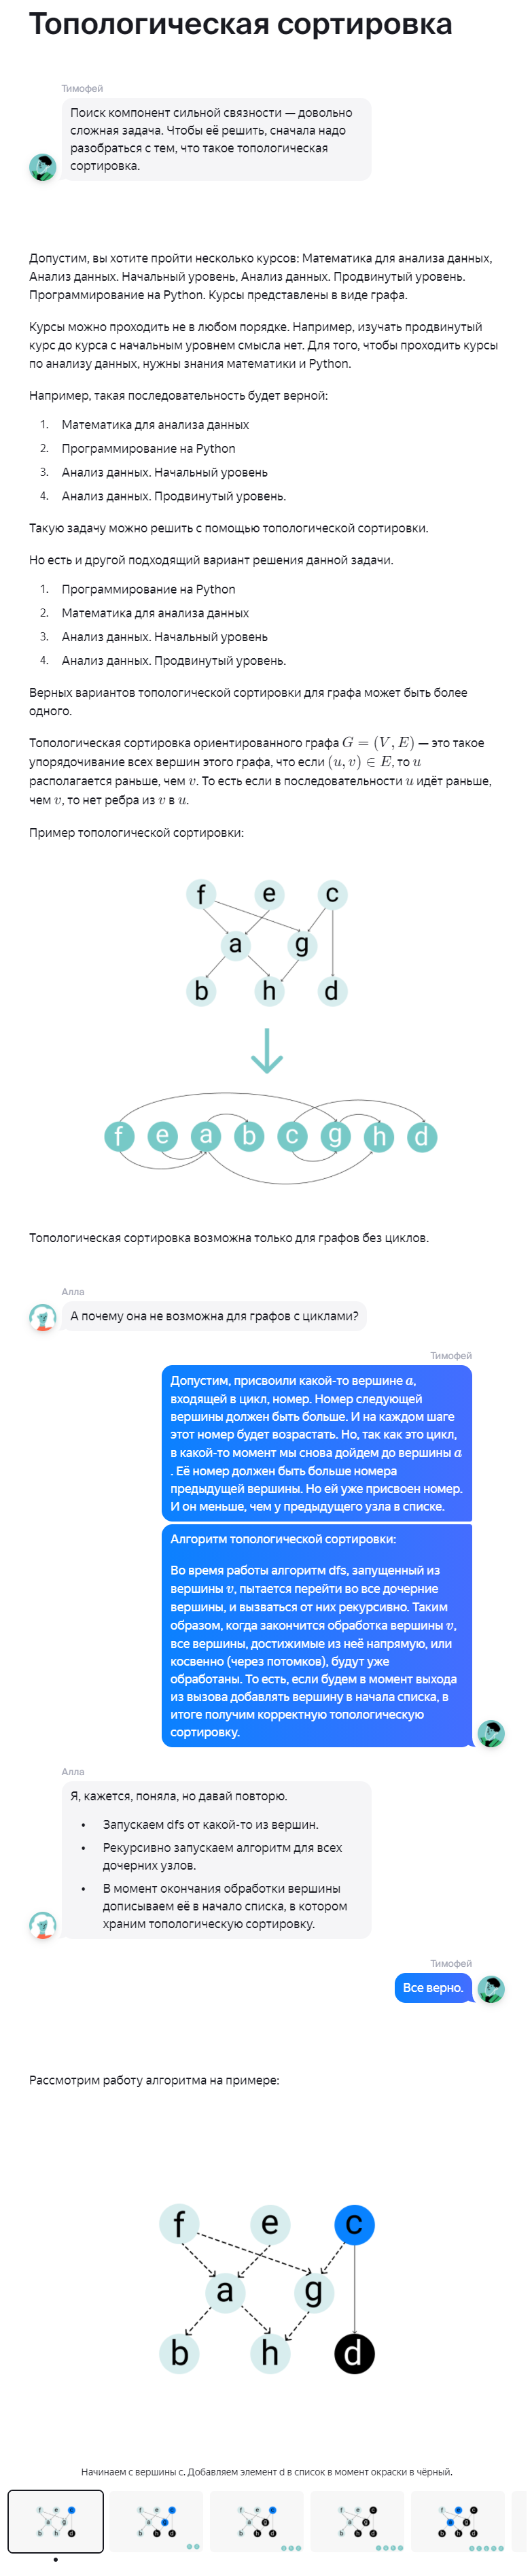 Топологическая сортировка
Тимофей
Поиск компонент сильной связности — довольно
сложная задача. Чтобы её решить, сначала надо
разобраться с тем, что такое топологическая
сортировка.
Допустим, вы хотите пройти несколько курсов: Математика для анализа данных,
Анализ данных. Начальный уровень, Анализ данных. Продвинутый уровень.
Программирование на Python. Курсы представлены в виде графа.
Курсы можно проходить не в любом порядке. Например, изучать продвинутый
курс до курса с начальным уровнем смысла нет. Для того, чтобы проходить курсы
по анализу данных, нужны знания математики и Python.
Например, такая последовательность будет верной:
1. Математика для анализа данных
2. Программирование на Python
3. Анализ данных. Начальный уровень
4. Анализ данных. Продвинутый уровень.
Такую задачу можно решить с помощью топологической сортировки.
Но есть и другой подходящий вариант решения данной задачи.
1. Программирование на Python
2. Математика для анализа данных
3. Анализ данных. Начальный уровень
4. Анализ данных. Продвинутый уровень.
Верных вариантов топологической сортировки для графа может быть более
одного.
Топологическая сортировка ориентированного графа G = (V, E) — это такое
упорядочивание всех вершин этого графа, что если (u, v) ∈ E, то u
располагается раньше, чем v. То есть если в последовательности u идёт раньше,
чем v, то нет ребра из v в u.
Пример топологической сортировки:
f e c
a g
b h d
f e a b c g h d
Топологическая сортировка возможна только для графов без циклов.
Алла
А почему она не возможна для графов с циклами?
Тимофей
Допустим, присвоили какой-то вершине a,
входящей в цикл, номер. Номер следующей
вершины должен быть больше. И на каждом шаге
этот номер будет возрастать. Но, так как это цикл,
в какой-то момент мы снова дойдем до вершины a
. Её номер должен быть больше номера
предыдущей вершины. Но ей уже присвоен номер.
И он меньше, чем у предыдущего узла в списке.
Алгоритм топологической сортировки:
Во время работы алгоритм dfs, запущенный из
вершины v, пытается перейти во все дочерние
вершины, и вызваться от них рекурсивно. Таким
образом, когда закончится обработка вершины v,
все вершины, достижимые из неё напрямую, или
косвенно (через потомков), будут уже
обработаны. То есть, если будем в момент выхода
из вызова добавлять вершину в начала списка, в
итоге получим корректную топологическую
сортировку.
Алла
Я, кажется, поняла, но давай повторю.
• Запускаем dfs от какой-то из вершин.
• Рекурсивно запускаем алгоритм для всех
дочерних узлов.
• В момент окончания обработки вершины
дописываем её в начало списка, в котором
храним топологическую сортировку.
Тимофей
Все верно.
Рассмотрим работу алгоритма на примере:
f e c
a g
b h d
Начинаем с вершины с. Добавляем элемент d в список в момент окраски в чёрный.